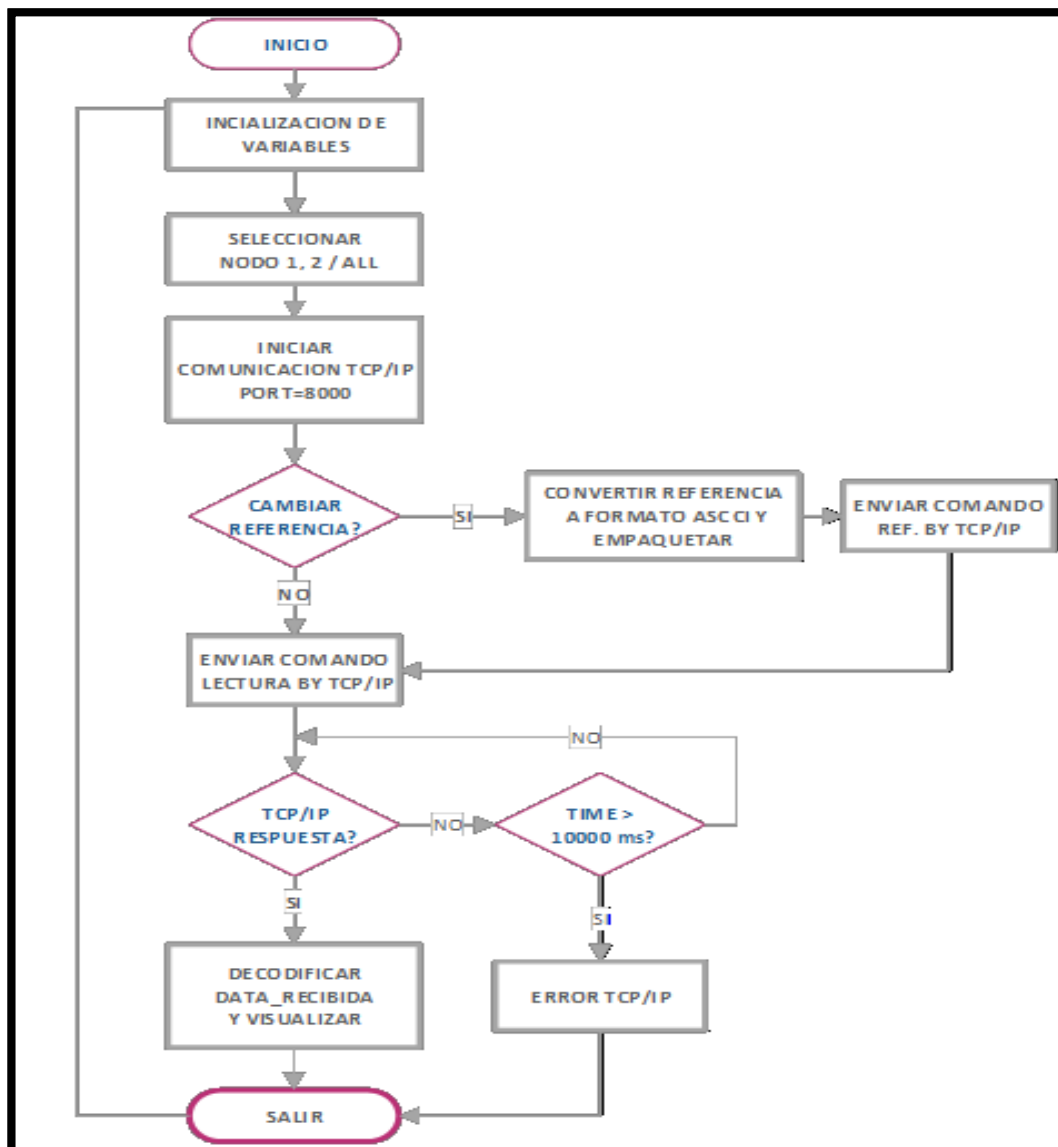 INICIO
INCIALIZACION DE
VARIABLES
SELECCIONAR
NODO 1, 2 / ALL
INICIAR
COMUNICACION TCP/IP
PORT=8000
CAMBIAR
REFERENCIA?
SI
CONVERTIR REFERENCIA
A FORMATO ASCCI Y
EMPAQUETAR
ENVIAR COMANDO
REF. BY TCP/IP
NO
ENVIAR COMANDO
LECTURA BY TCP/IP
NO
TCP/IP
RESPUESTA?
NO
TIME >
10000 ms?
SI
SI
DECODIFICAR
DATA_RECIBIDA
Y VISUALIZAR
ERROR TCP/IP
SALIR